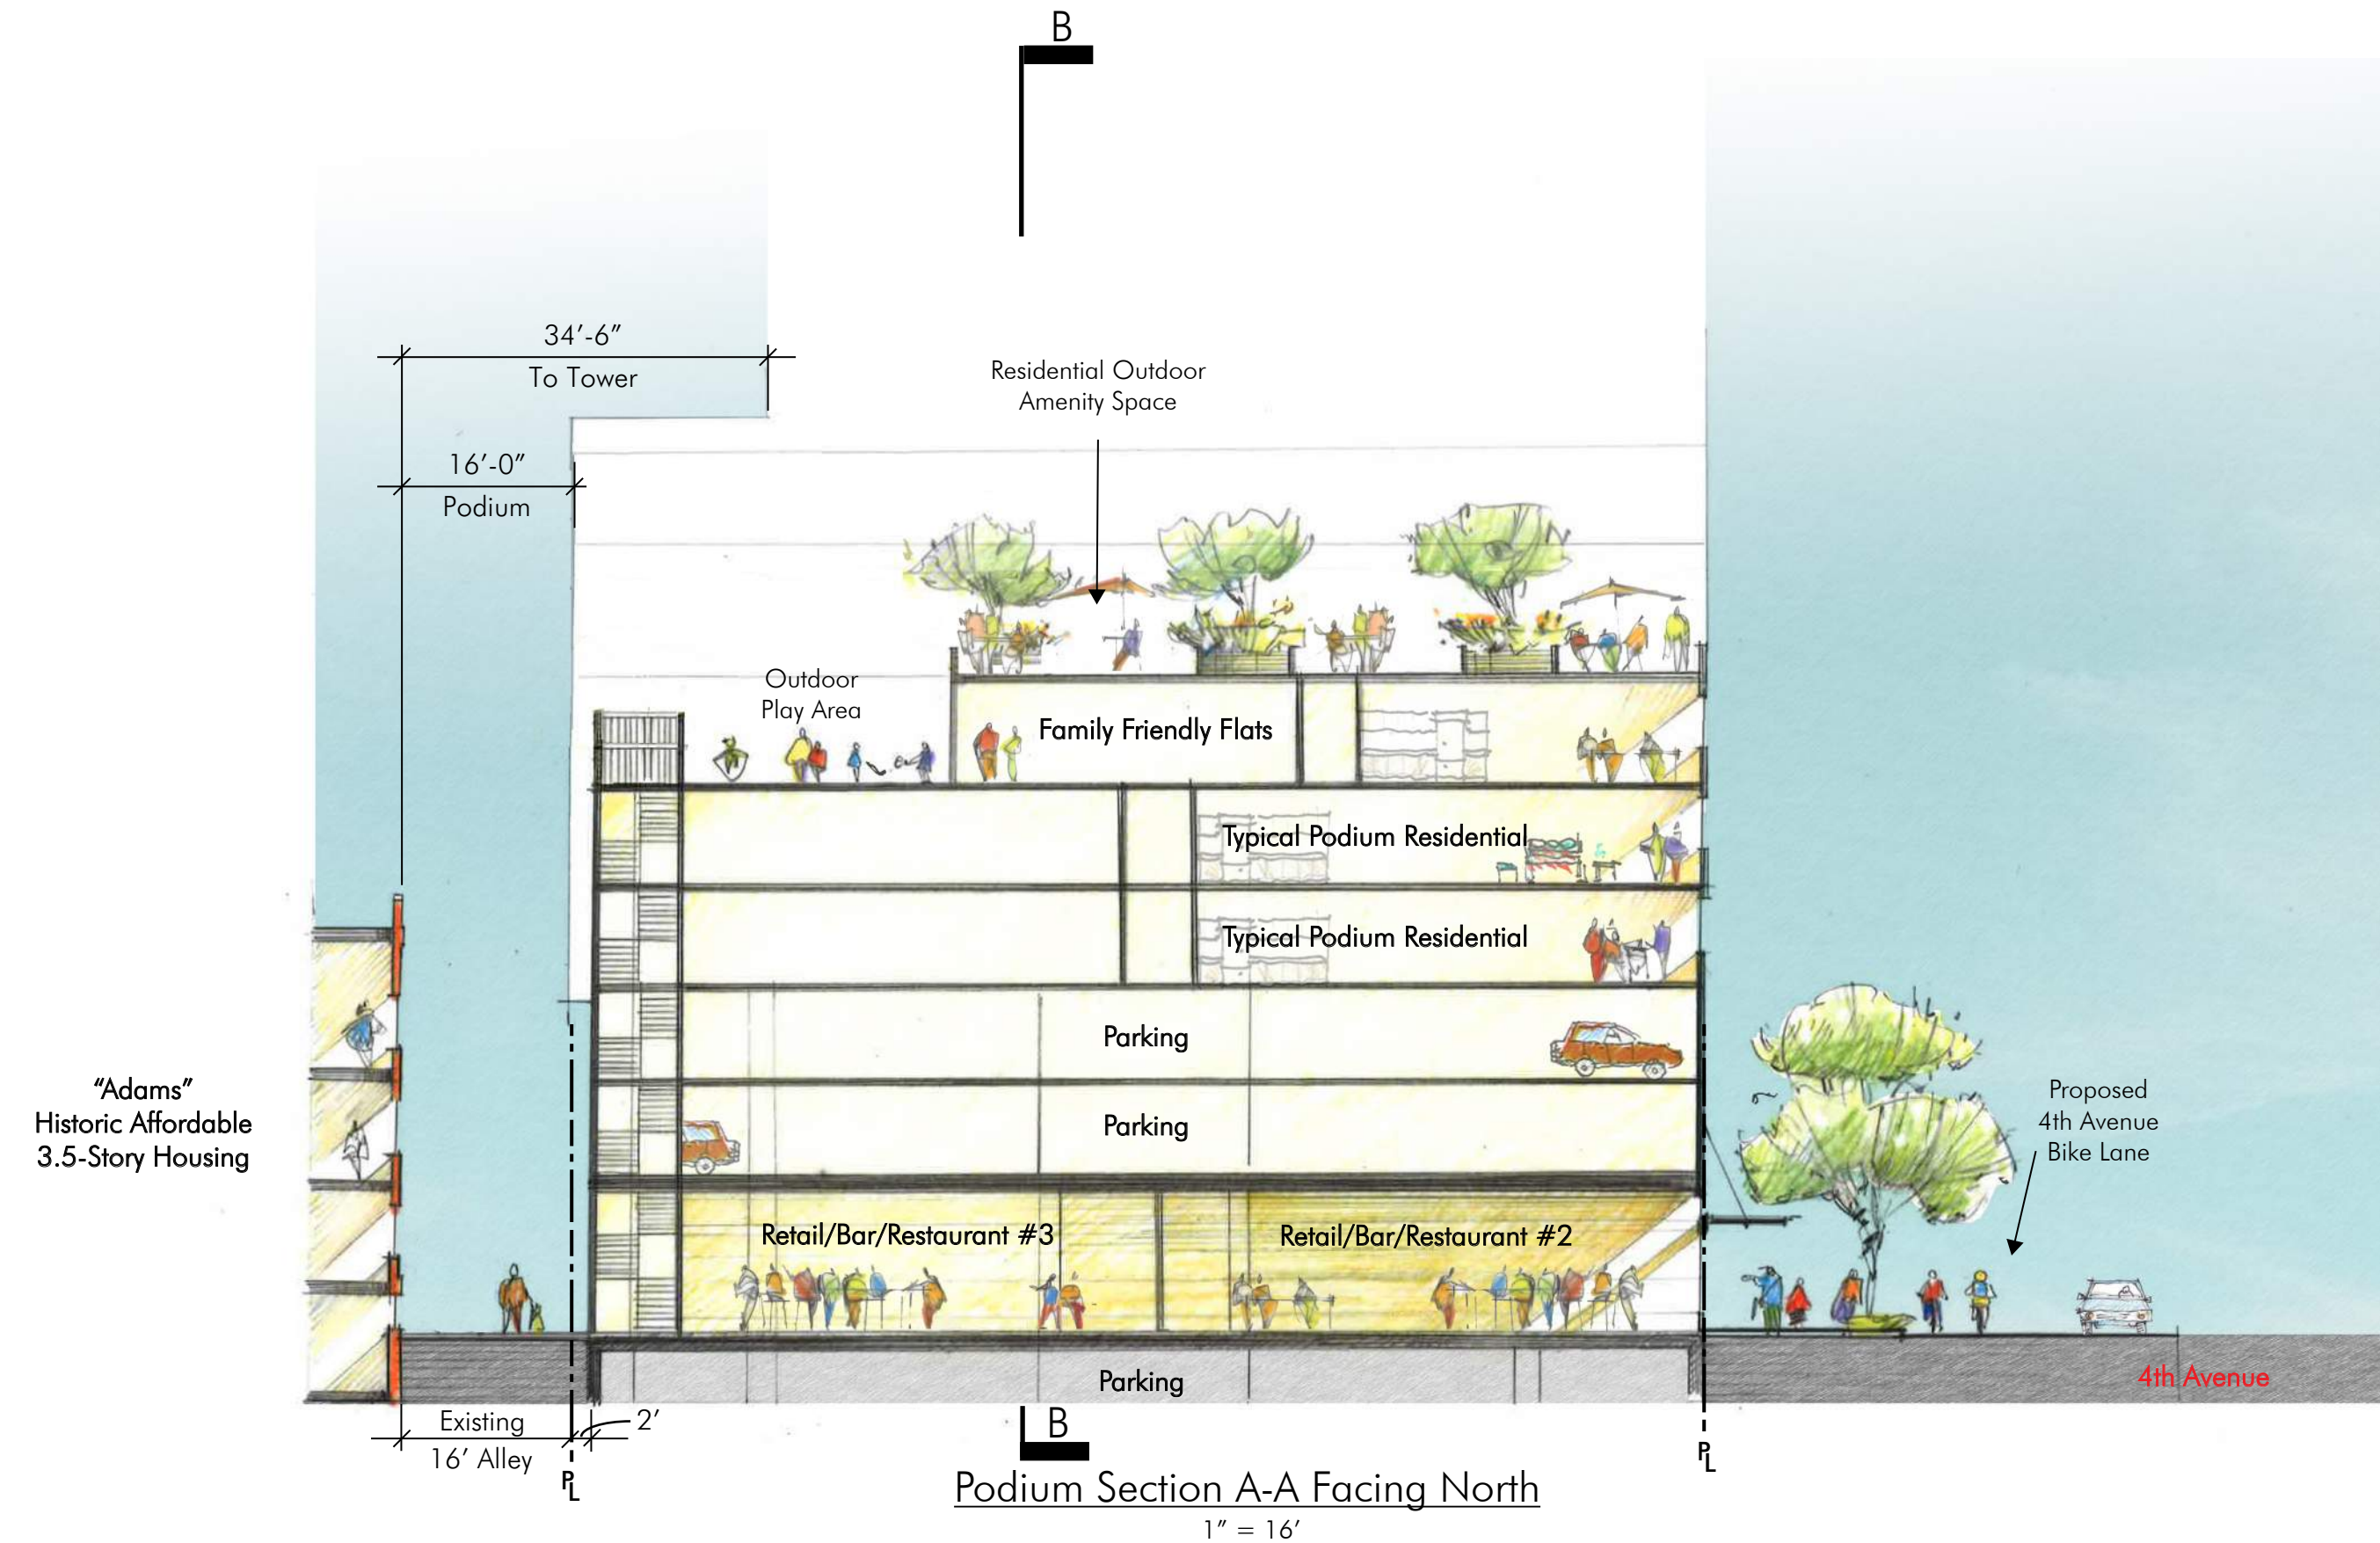 B
34’-6”
To Tower
Residential Outdoor
Amenity Space
16’-0”
Podium
Outdoor
Play Area
Family Friendly Flats
Typical Podium Residential
Typical Podium Residential
Parking
“Adams”
Historic Affordable
3.5-Story Housing
Proposed
4th Avenue
Bike Lane
Parking
Retail/Bar/Restaurant #3
Retail/Bar/Restaurant #2
Parking
4th Avenue
Existing
16’ Alley
2’
B
PL
PL
Podium Section A-A Facing North
1” = 16’